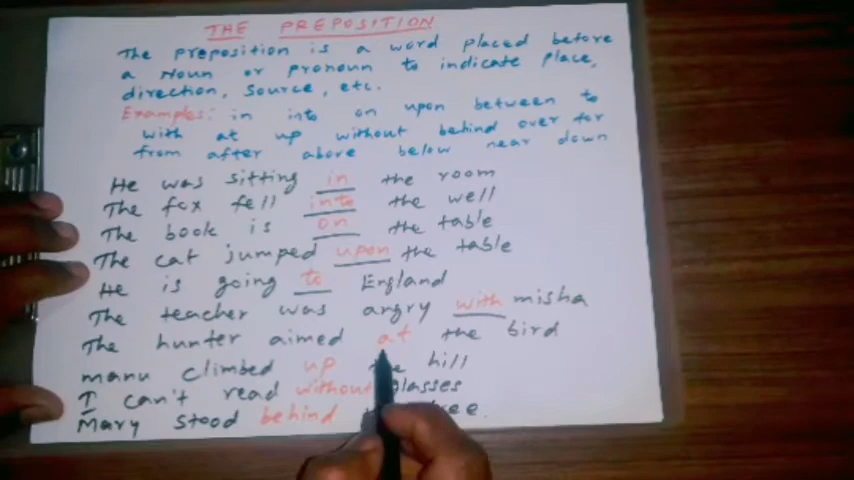 THE PREPOSITION
The preposition is a word placed before
a Noun or pronoun to indicate place,
direction, source, etc.
Examples: in into on upon between to
with at up without behind over for
from after above below near down
He was sitting in the room
The fox fell into the well
The book is on the table
The cat jumped upon the table
He is going to England
The teacher was angry with misha
The hunter aimed at the bird
manu climbed up the hill
I can't read without glasses
Mary stood behind the tree.